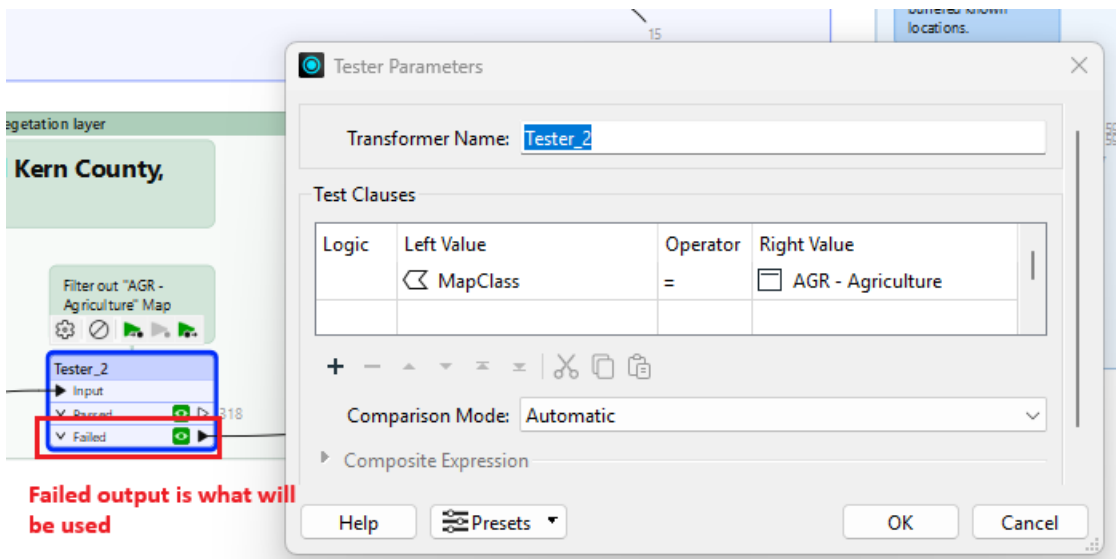 buffered known
locations.
15
Tester Parameters
egetation layer
Kern County,
Transformer Name: Tester_2
Test Clauses
Logic Left Value Operator Right Value
MapClass = AGR - Agriculture
Filter out "AGR -
Agriculture" Map
Tester_2
Input
Passed 318
Failed
Comparison Mode: Automatic
Composite Expression
Failed output is what will
be used
Help Presets OK Cancel